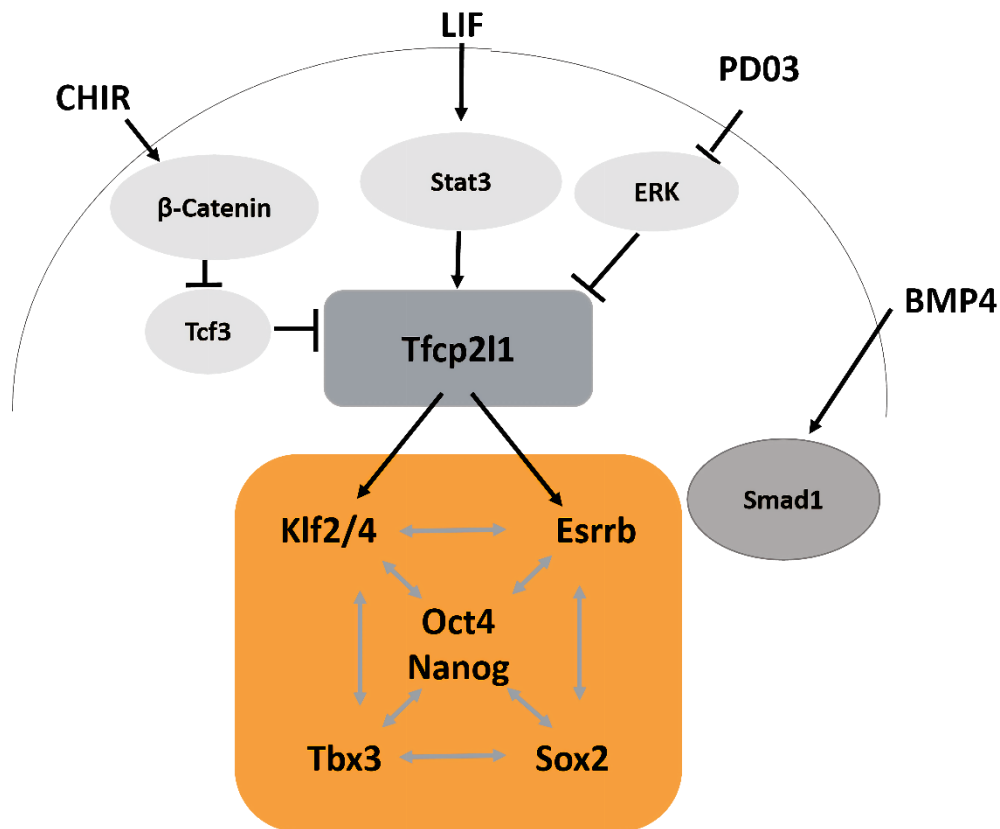 LIF
PD03
CHIR
Stat3
ERK
β-Catenin
BMP4
Tcf3
Tfcp2l1
Smad1
Klf2/4
Esrrb
Oct4
Nanog
Tbx3
Sox2